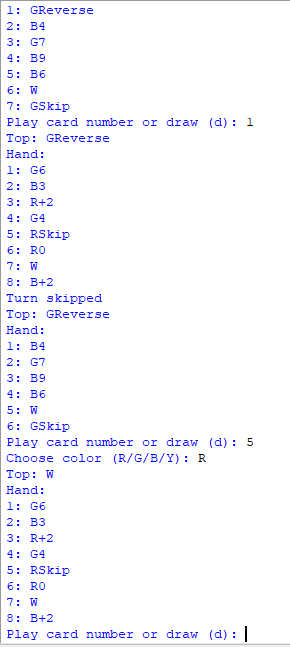 1: GReverse
2: B4
3: G7
4: B9
5: B6
6: W
7: GSkip
Play card number or draw (d): 1
Top: GReverse
Hand:
1: G6
2: B3
3: R+2
4: G4
5: RSkip
6: R0
7: W
8: B+2
Turn skipped
Top: GReverse
Hand:
1: B4
2: G7
3: B9
4: B6
5: W
6: GSkip
Play card number or draw (d): 5
Choose color (R/G/B/Y): R
Top: W
Hand:
1: G6
2: B3
3: R+2
4: G4
5: RSkip
6: R0
7: W
8: B+2
Play card number or draw (d):